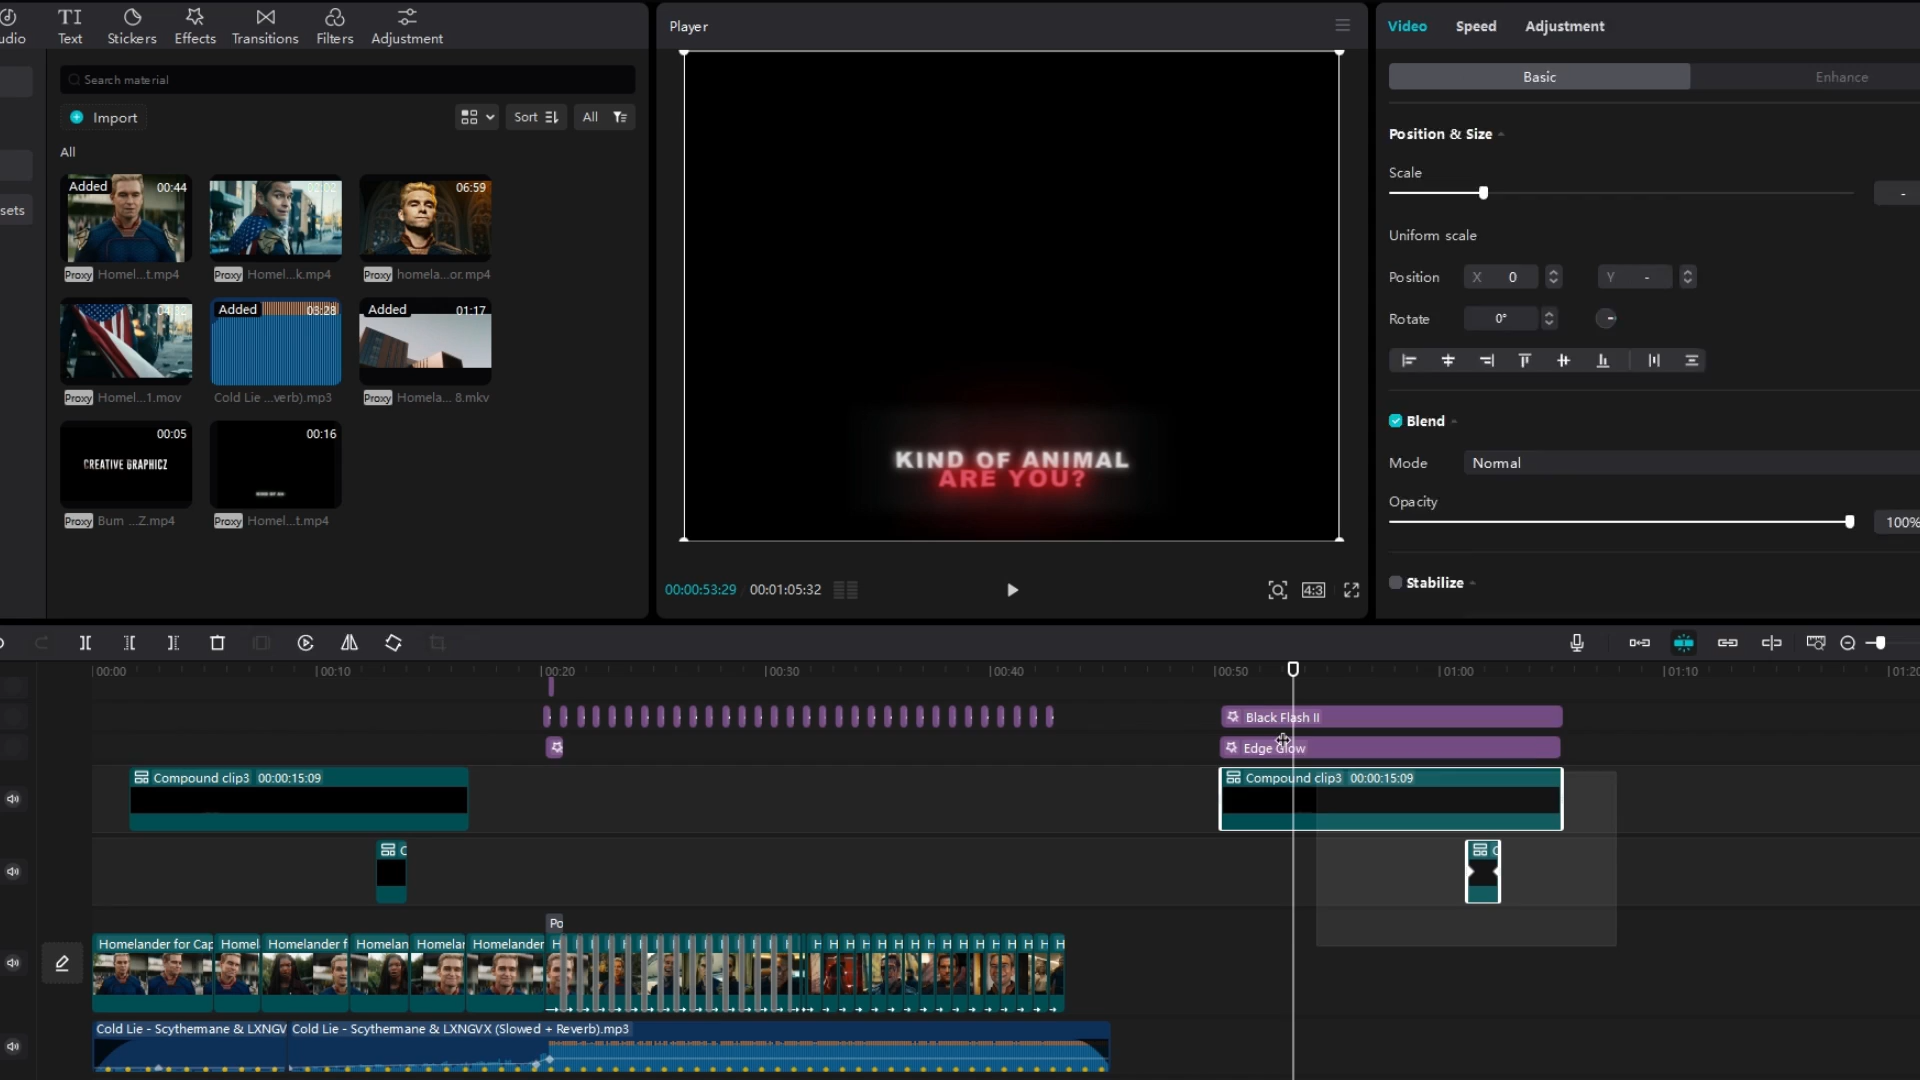 udio
Text
Stickers
Effects
Transitions
Filters
Adjustment
Player
Video
Speed
Adjustment
Search material
Basic
Enhance
Import
Sort
All
All
sets
Added
00:44
06:59
Proxy Homel...t.mp4
Proxy Homel...k.mp4
Proxy homela...or.mp4
Added
03:28
Added
01:17
Proxy Homel...1.mov
Cold Lie ...verb).mp3
Proxy Homela... 8.mkv
00:05
CREATIVE GRAPHICZ
00:16
Proxy Burn ...Z.mp4
Proxy Homel...t.mp4
KIND OF ANIMAL
ARE YOU?
00:00:53:29
00:01:05:32
4:3
Position & Size
Scale
-
Uniform scale
Position
X 0
Y -
Rotate
0°
Blend
Mode
Normal
Opacity
100%
Stabilize
00:00
00:10
00:20
00:30
00:40
00:50
01:00
01:10
01:20
Black Flash II
Edge Glow
Compound clip3 00:00:15:09
Compound clip3 00:00:15:09
C
C
Po
Homelander for Cap
Homel
Homelander f
Homelan
Homelar
Homelander
H
H H H H H H H H H H H H H H H H
Cold Lie - Scythermane & LXNGV
Cold Lie - Scythermane & LXNGVX (Slowed + Reverb).mp3